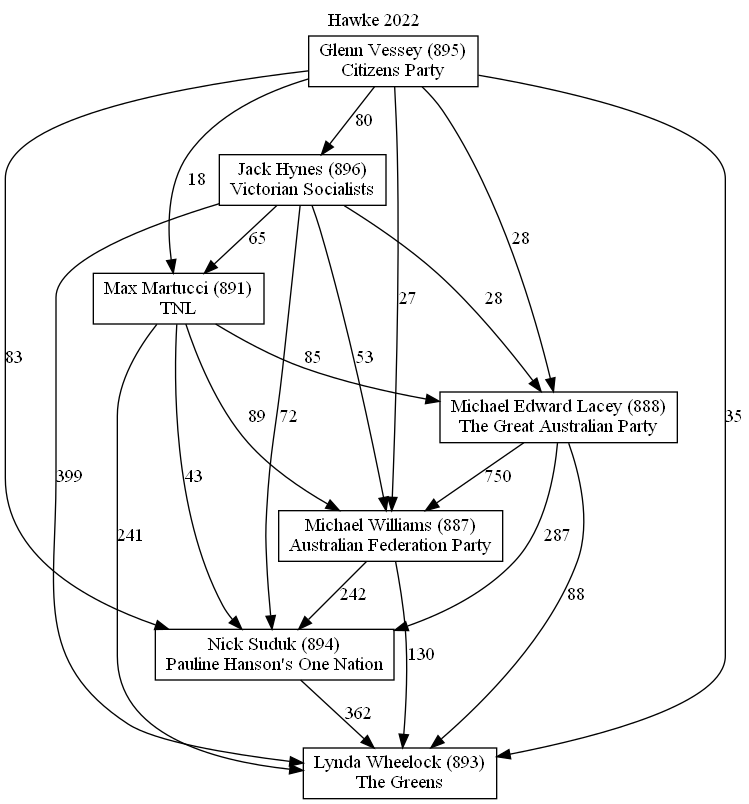 Hawke 2022
Glenn Vessey (895)
Citizens Party
80
Jack Hynes (896)
Victorian Socialists
18
65
28
Max Martucci (891)
TNL
27
28
83
85
53
Michael Edward Lacey (888)
The Great Australian Party
89
72
35
399
43
750
Michael Williams (887)
Australian Federation Party
241
287
242
88
Nick Suduk (894)
Pauline Hanson's One Nation
130
362
Lynda Wheelock (893)
The Greens